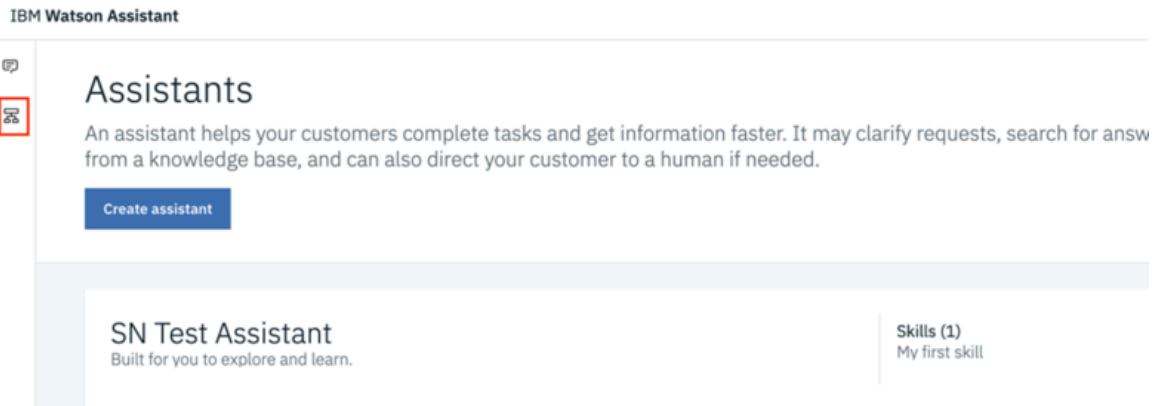 IBM Watson Assistant
Assistants
An assistant helps your customers complete tasks and get information faster. It may clarify requests, search for answ
from a knowledge base, and can also direct your customer to a human if needed.
Create assistant
SN Test Assistant
Built for you to explore and learn.
Skills (1)
My first skill